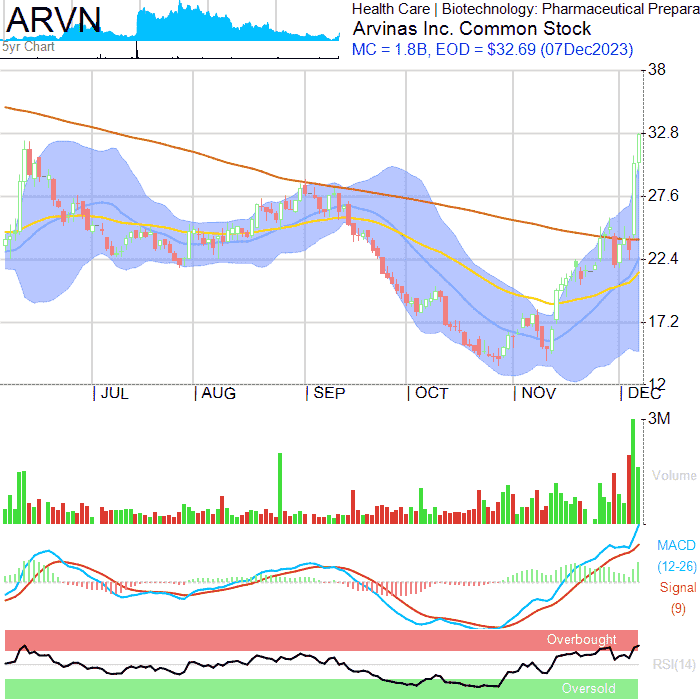 ARVN
5yr Chart
Health Care | Biotechnology: Pharmaceutical Prepara
Arvinas Inc. Common Stock
MC = 1.8B, EOD = $32.69 (07Dec2023)
38
32.8
27.6
22.4
17.2
12
| JUL | AUG | SEP | OCT | NOV | DEC
3M
Volume
MACD
(12-26)
Signal
(9)
Overbought
RSI(14)
Oversold